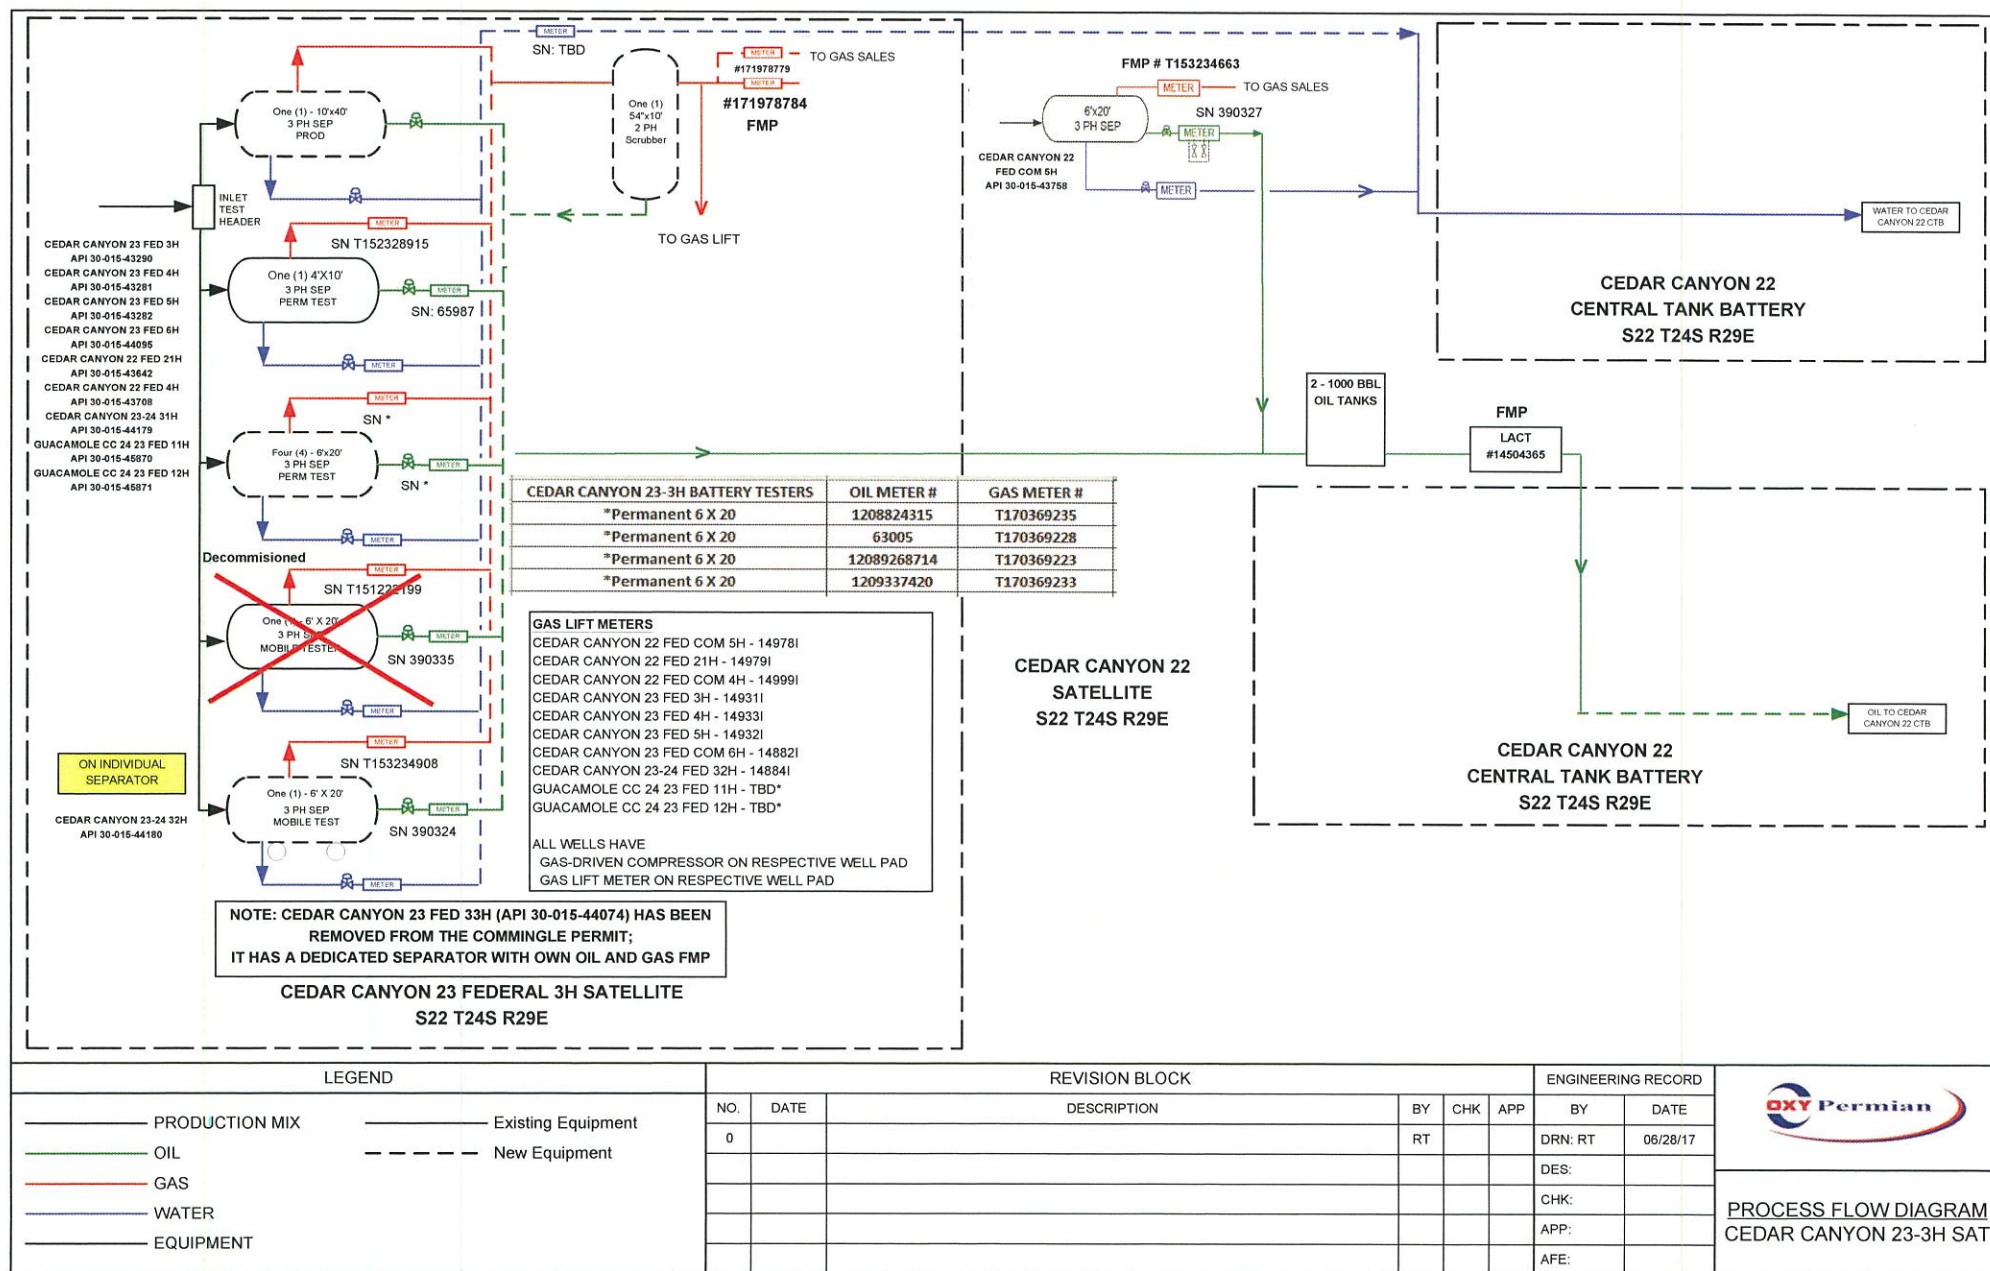 METER
SN: TBD
METER
TO GAS SALES
#171978779
METER
#171978784
FMP
One (1)
54"x10'
2 PH
Scrubber
TO GAS LIFT
One (1) - 10'x40'
3 PH SEP
PROD
INLET
TEST
HEADER
METER
SN T152328915
One (1) 4'X10'
3 PH SEP
PERM TEST
METER
SN: 65987
METER
CEDAR CANYON 23 FED 3H
API 30-015-43290
CEDAR CANYON 23 FED 4H
API 30-015-43281
CEDAR CANYON 23 FED 5H
API 30-015-43282
CEDAR CANYON 23 FED 6H
API 30-015-44095
CEDAR CANYON 22 FED 21H
API 30-015-43642
CEDAR CANYON 22 FED 4H
API 30-015-43708
CEDAR CANYON 23-24 31H
API 30-015-44179
GUACAMOLE CC 24 23 FED 11H
API 30-015-45870
GUACAMOLE CC 24 23 FED 12H
API 30-015-45871
METER
SN *
Four (4) - 6'x20'
3 PH SEP
PERM TEST
METER
SN *
METER
Decommisioned
METER
SN T151222199
One (1) - 6' X 20'
3 PH SEP
MOBILE TESTER
METER
SN 390335
METER
ON INDIVIDUAL
SEPARATOR
CEDAR CANYON 23-24 32H
API 30-015-44180
METER
SN T153234908
One (1) - 6' X 20'
3 PH SEP
MOBILE TEST
METER
SN 390324
METER
NOTE: CEDAR CANYON 23 FED 33H (API 30-015-44074) HAS BEEN
REMOVED FROM THE COMMINGLE PERMIT;
IT HAS A DEDICATED SEPARATOR WITH OWN OIL AND GAS FMP
CEDAR CANYON 23 FEDERAL 3H SATELLITE
S22 T24S R29E
CEDAR CANYON 23-3H BATTERY TESTERS OIL METER # GAS METER #
*Permanent 6 X 20 1208824315 T170369235
*Permanent 6 X 20 63005 T170369228
*Permanent 6 X 20 12089268714 T170369223
*Permanent 6 X 20 1209337420 T170369233
GAS LIFT METERS
CEDAR CANYON 22 FED COM 5H - 14978I
CEDAR CANYON 22 FED 21H - 14979I
CEDAR CANYON 22 FED COM 4H - 14999I
CEDAR CANYON 23 FED 3H - 14931I
CEDAR CANYON 23 FED 4H - 14933I
CEDAR CANYON 23 FED 5H - 14932I
CEDAR CANYON 23 FED COM 6H - 14882I
CEDAR CANYON 23-24 FED 32H - 14884I
GUACAMOLE CC 24 23 FED 11H - TBD*
GUACAMOLE CC 24 23 FED 12H - TBD*
ALL WELLS HAVE
GAS-DRIVEN COMPRESSOR ON RESPECTIVE WELL PAD
GAS LIFT METER ON RESPECTIVE WELL PAD
FMP # T153234663
METER
TO GAS SALES
6'x20'
3 PH SEP
SN 390327
METER
METER
CEDAR CANYON 22
FED COM 5H
API 30-015-43758
CEDAR CANYON 22
SATELLITE
S22 T24S R29E
WATER TO CEDAR
CANYON 22 CTB
CEDAR CANYON 22
CENTRAL TANK BATTERY
S22 T24S R29E
2 - 1000 BBL
OIL TANKS
FMP
LACT
#14504365
OIL TO CEDAR
CANYON 22 CTB
CEDAR CANYON 22
CENTRAL TANK BATTERY
S22 T24S R29E
LEGEND
PRODUCTION MIX Existing Equipment
OIL New Equipment
GAS
WATER
EQUIPMENT
REVISION BLOCK
NO. DATE DESCRIPTION BY CHK APP
0 RT
ENGINEERING RECORD
BY DATE
DRN: RT 06/28/17
DES:
CHK:
APP:
AFE:
OXY Permian
PROCESS FLOW DIAGRAM
CEDAR CANYON 23-3H SAT